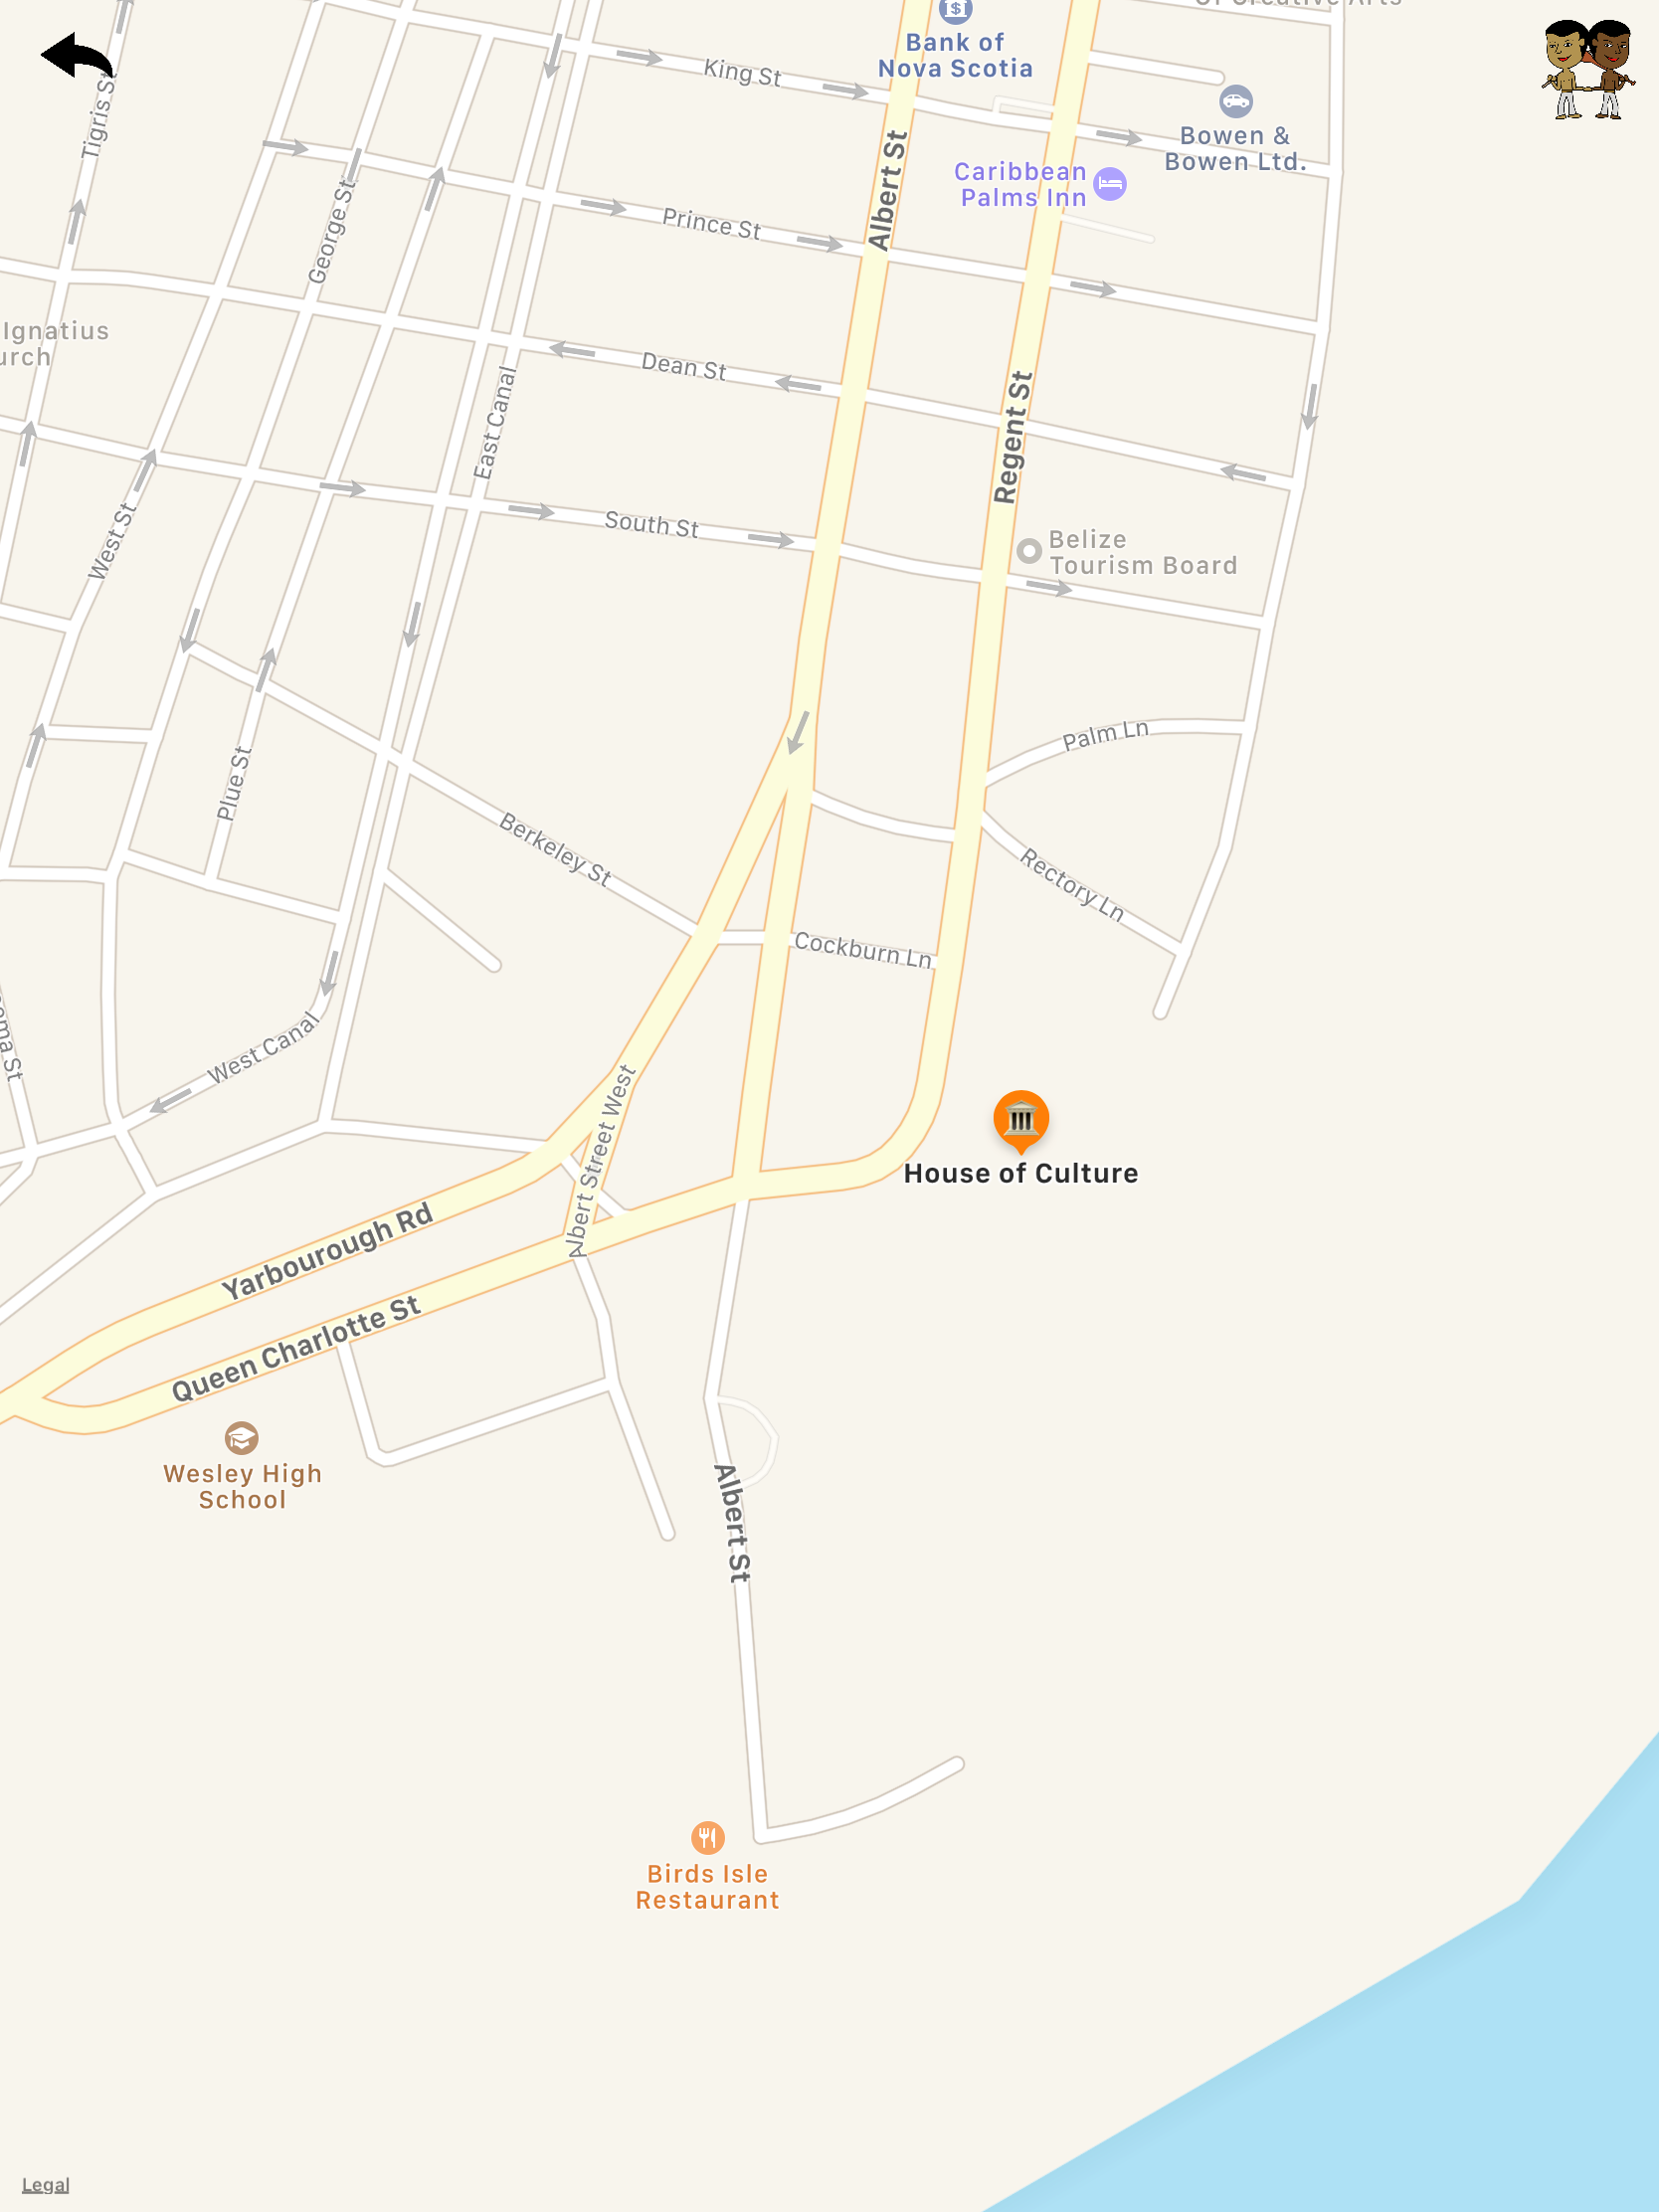 Of Creative Arts
Bank of
Nova Scotia
King St
Tigris St
Bowen &
Bowen Ltd.
Albert St
Caribbean
Palms Inn
George St
Prince St
Ignatius
Dean St
East Canal
Regent St
South St
West St
Belize
Tourism Board
Palm Ln
Plue St
Berkeley St
Rectory Ln
Cockburn Ln
West Canal
Albert Street West
House of Culture
Yarbourough Rd
Queen Charlotte St
Wesley High
School
Albert St
Birds Isle
Restaurant
Legal